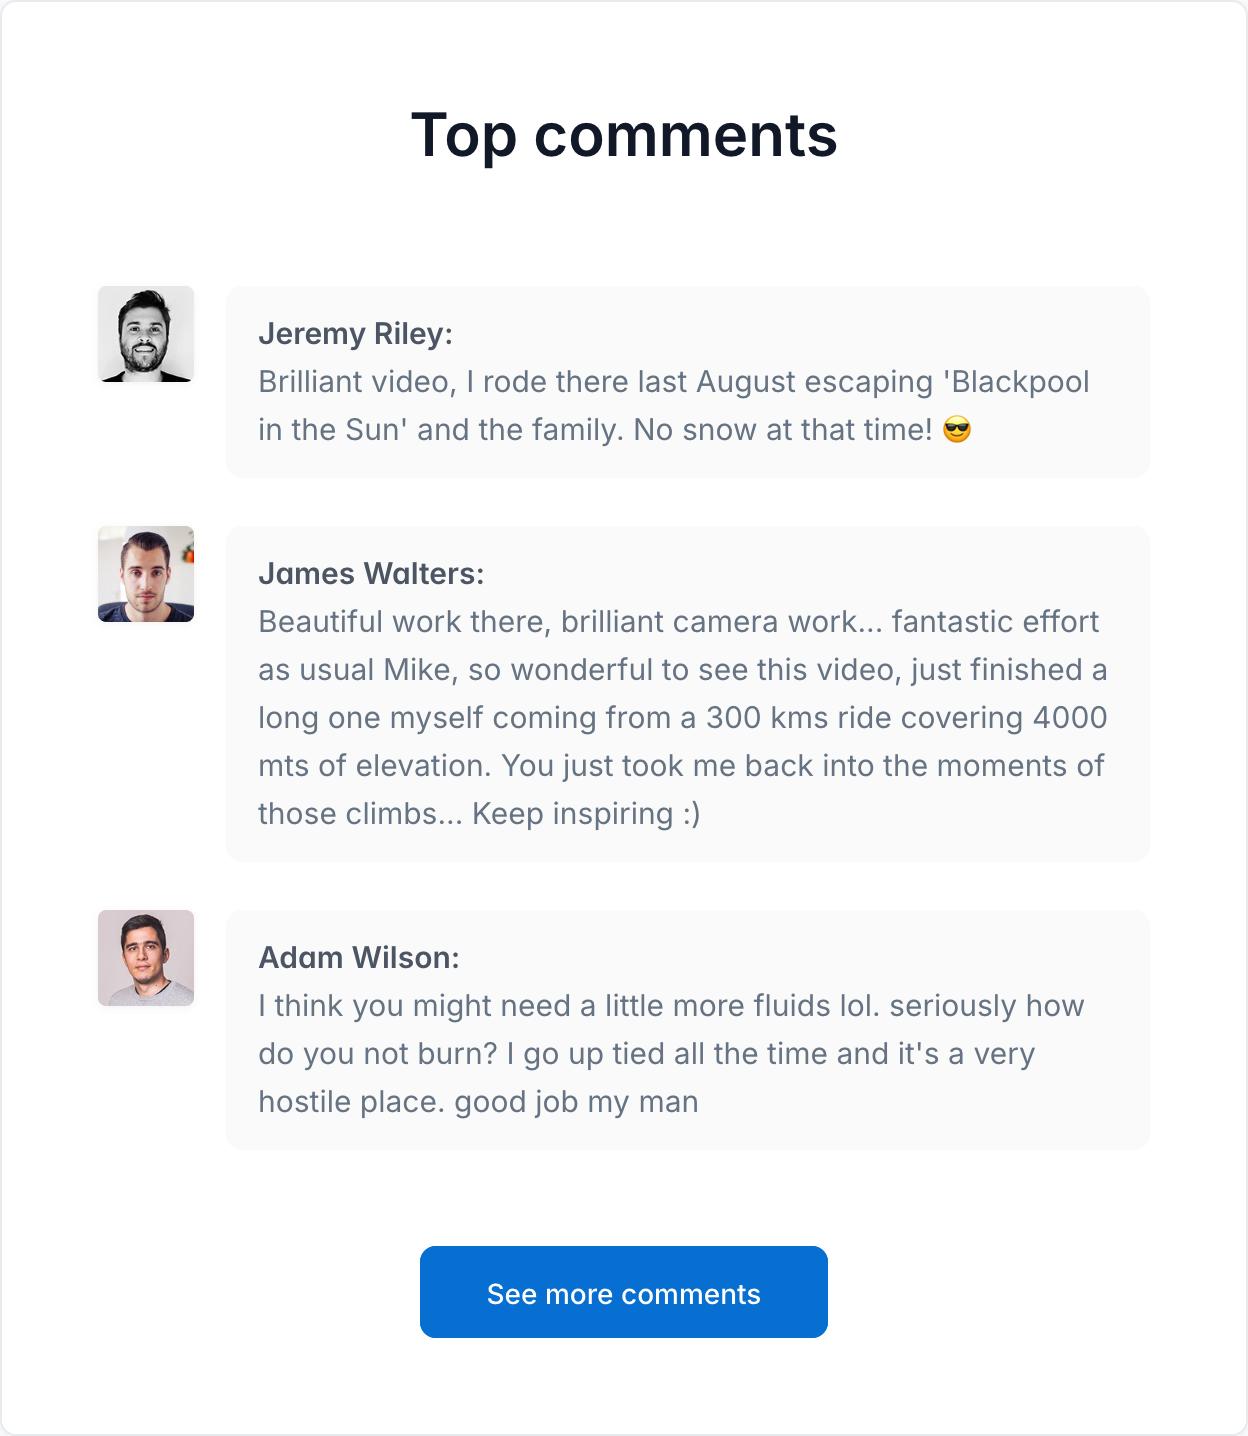 Top comments
Jeremy Riley:
Brilliant video, I rode there last August escaping 'Blackpool
in the Sun' and the family. No snow at that time! 😎
James Walters:
Beautiful work there, brilliant camera work... fantastic effort
as usual Mike, so wonderful to see this video, just finished a
long one myself coming from a 300 kms ride covering 4000
mts of elevation. You just took me back into the moments of
those climbs... Keep inspiring :)
Adam Wilson:
I think you might need a little more fluids lol. seriously how
do you not burn? I go up tied all the time and it's a very
hostile place. good job my man
See more comments